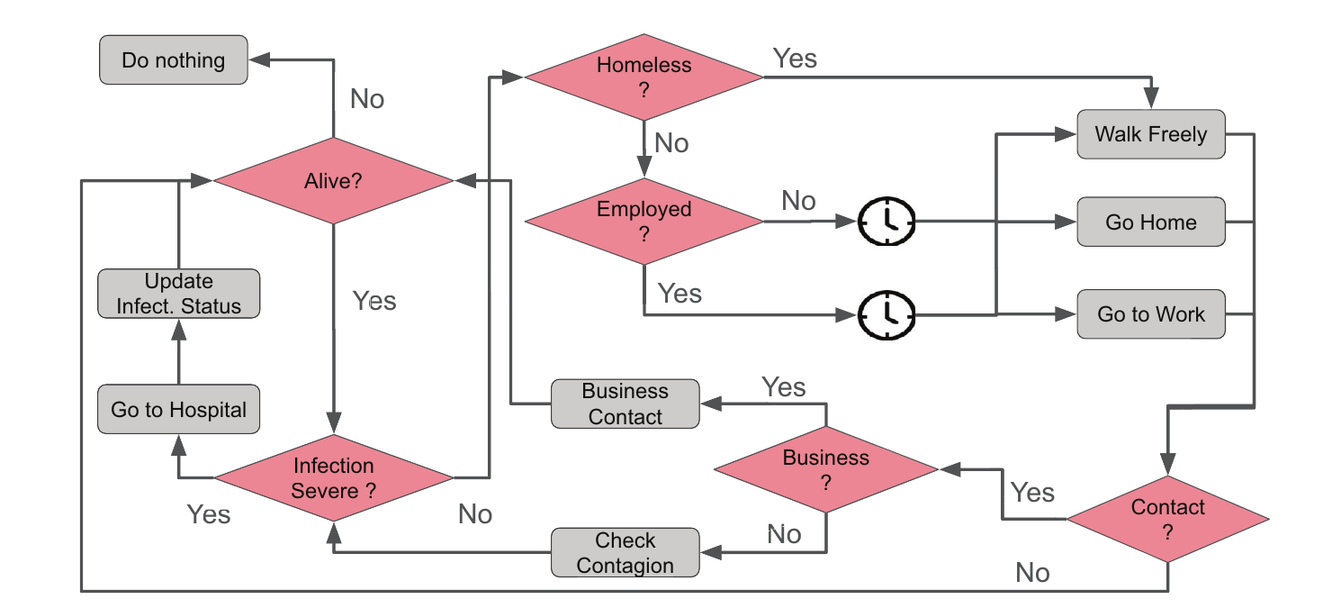 Do nothing
No
Homeless
?
Yes
Walk Freely
No
Alive?
Employed
?
No
Go Home
Update
Infect. Status
Yes
Yes
Go to Work
Go to Hospital
Business
Contact
Yes
Infection
Severe ?
Business
?
Yes
No
Yes
Contact
?
Check
Contagion
No
No